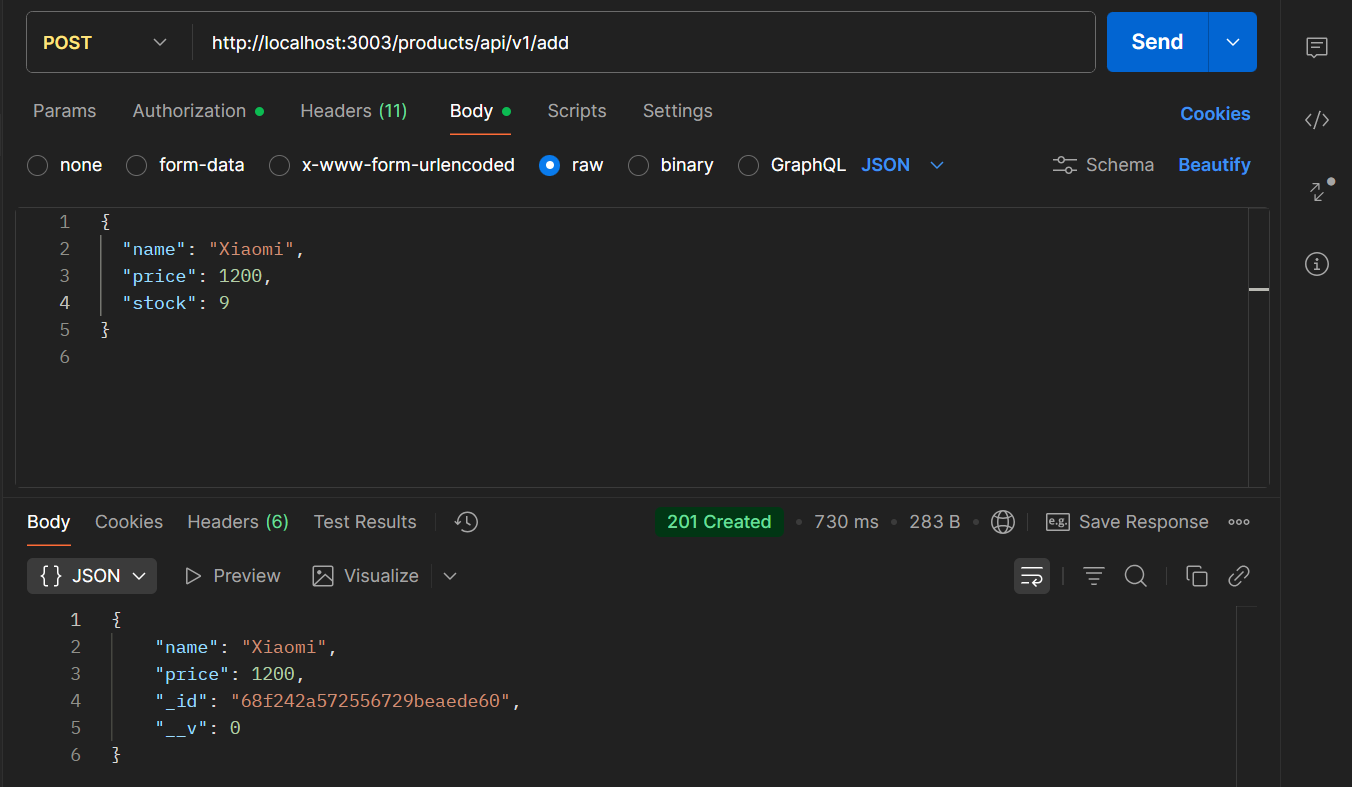 POST http://localhost:3003/products/api/v1/add Send
Params Authorization Headers (11) Body Scripts Settings Cookies
none form-data x-www-form-urlencoded raw binary GraphQL JSON Schema Beautify
1 {
2 "name": "Xiaomi",
3 "price": 1200,
4 "stock": 9
5 }
6
Body Cookies Headers (6) Test Results 201 Created 730 ms 283 B e.g. Save Response
{} JSON Preview Visualize
1 {
2 "name": "Xiaomi",
3 "price": 1200,
4 "_id": "68f242a572556729beaede60",
5 "__v": 0
6 }